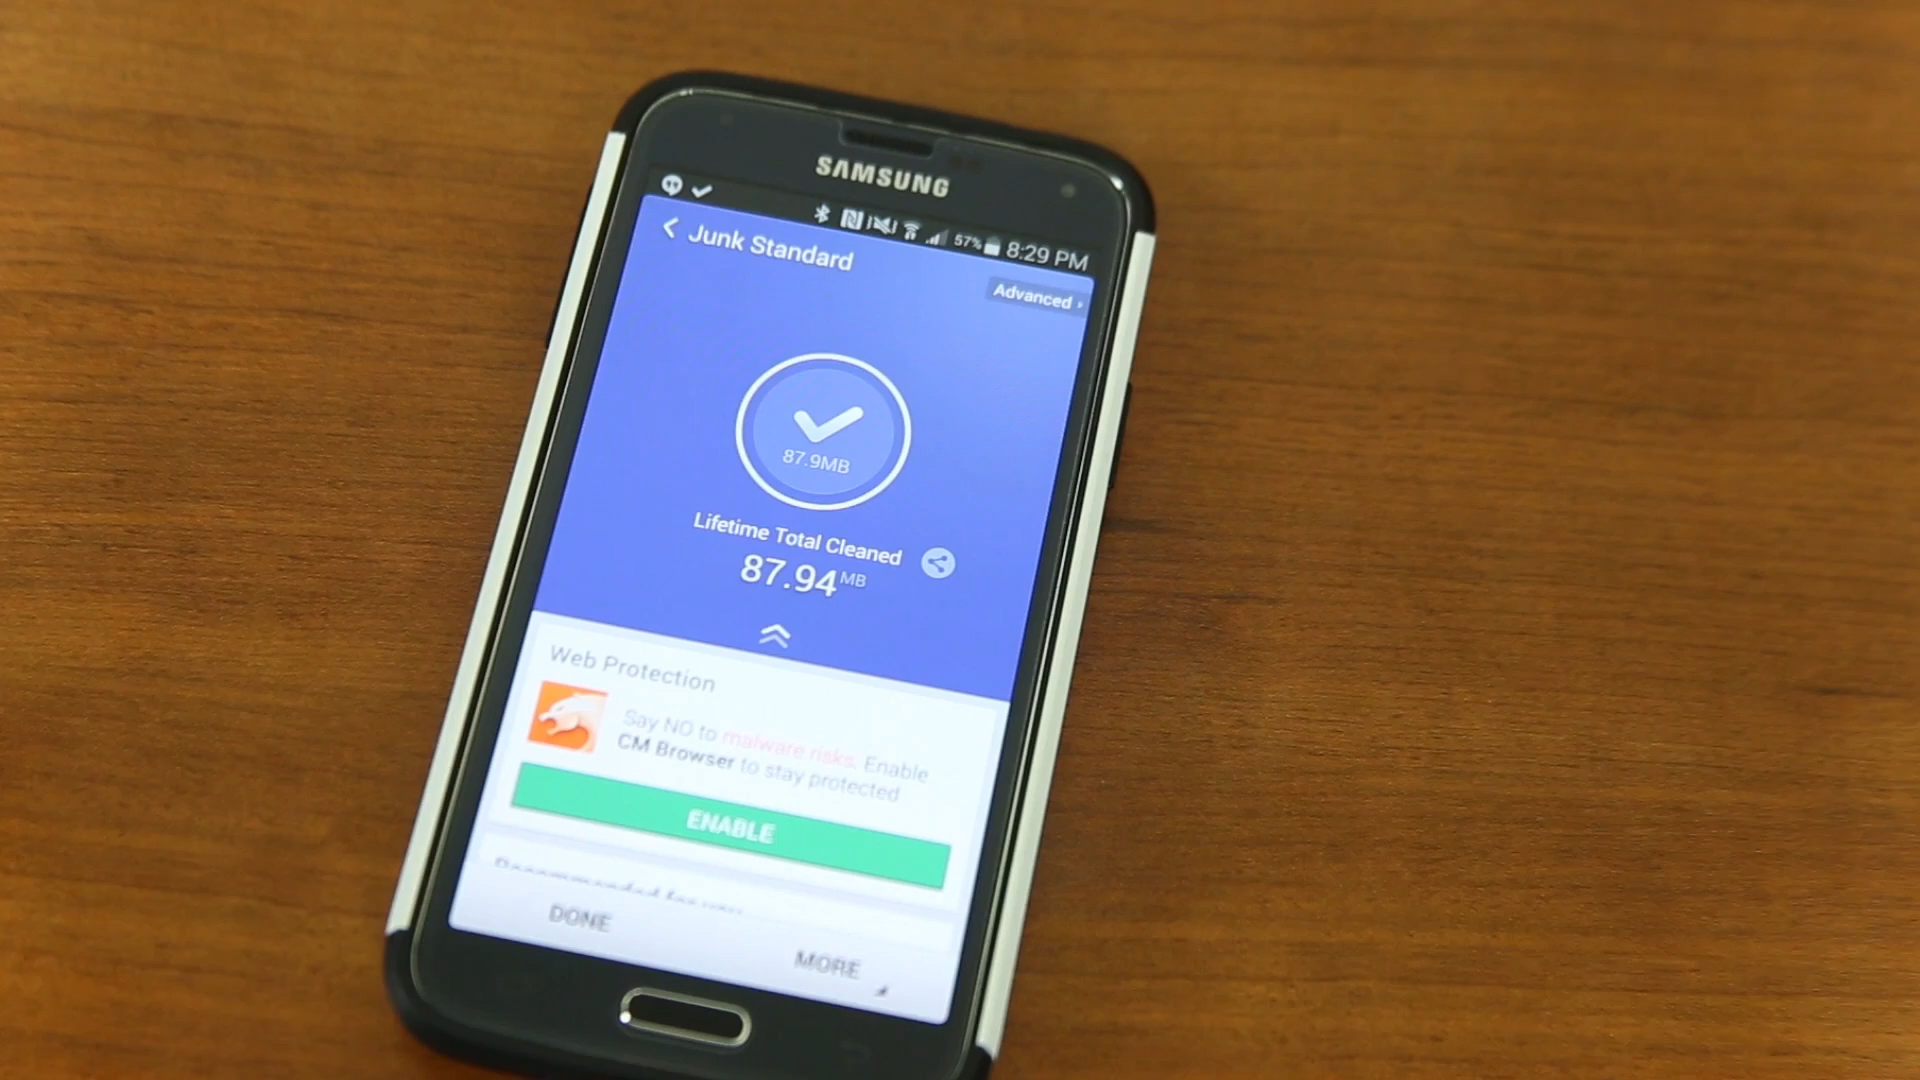 SAMSUNG
57% 8:29 PM
Junk Standard
Advanced
87.9MB
Lifetime Total Cleaned
87.94 MB
Web Protection
Say NO to malware risks. Enable
CM Browser to stay protected
ENABLE
DONE
MORE